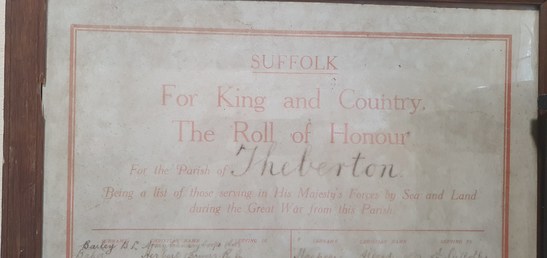 SUFFOLK
For King and Country.
The Roll of Honour
For the Parish of Theberton
Being a list of those serving in His Majesty's Forces by Sea and Land
during the Great War from this Parish